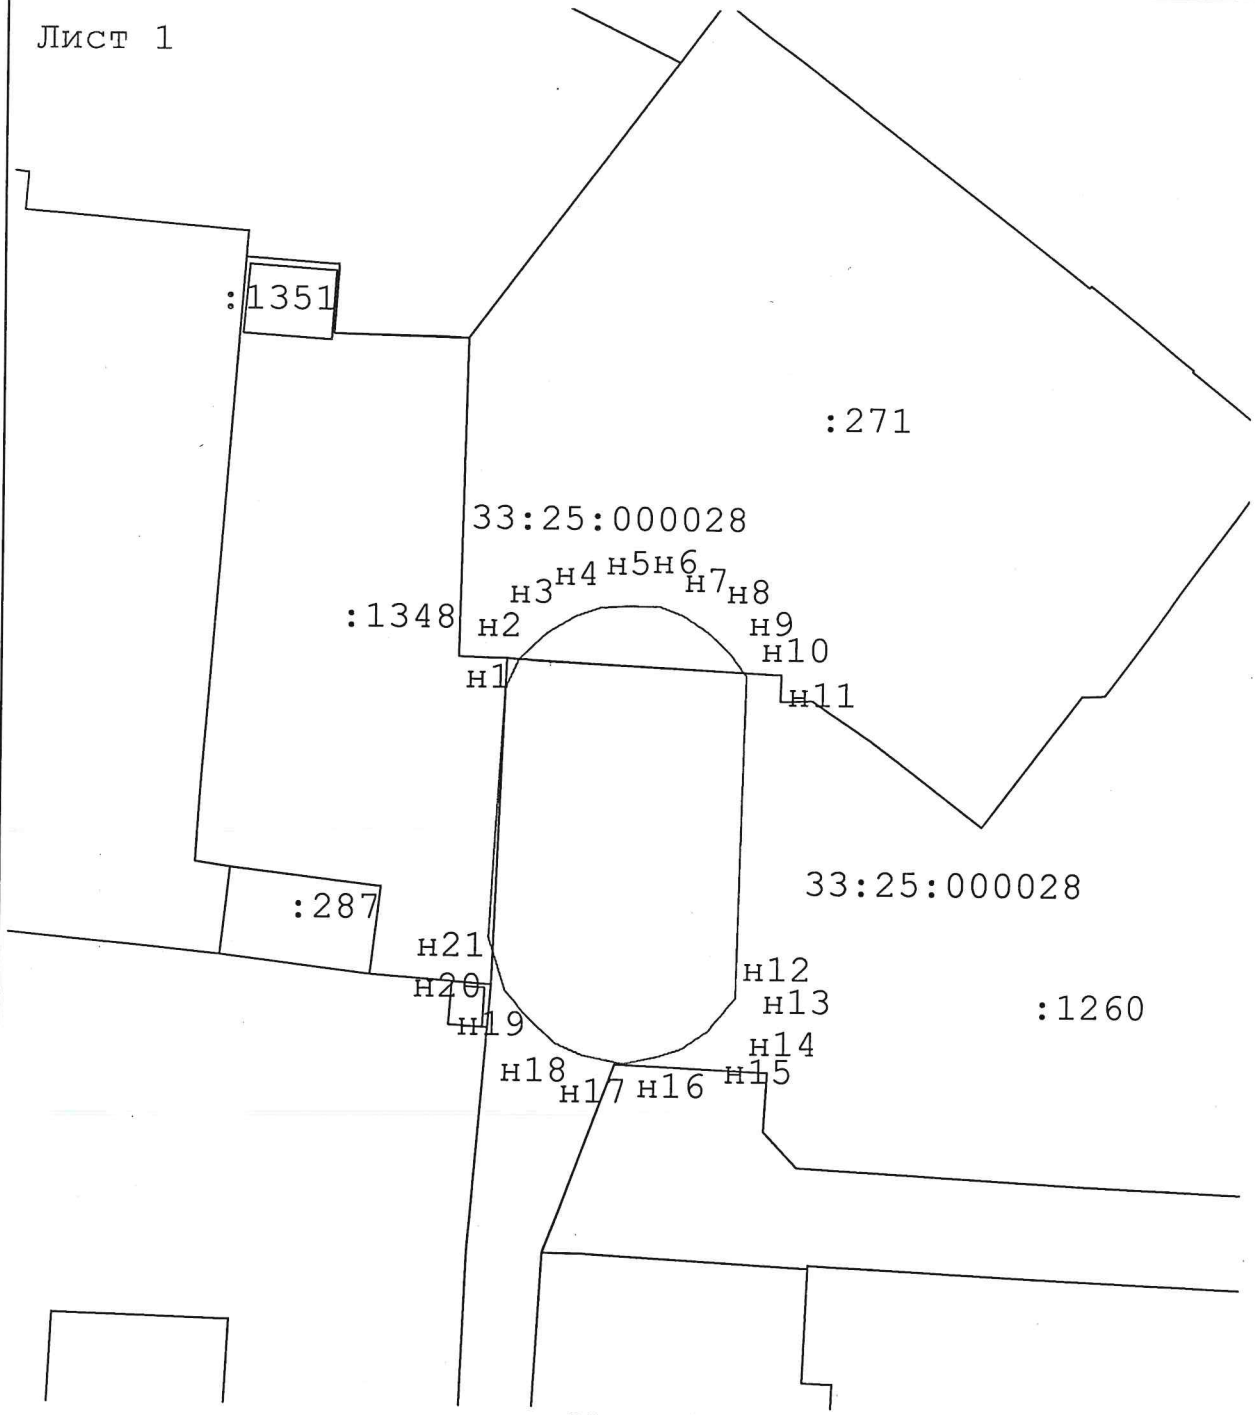 Лист 1
:1351
:271
33:25:000028
н5
н6
н4
н7
н3
н8
:1348
н2
н9
н10
н1
н11
33:25:000028
:287
н21
н12
н20
н13
:1260
н19
н14
н18
н15
н17
н16